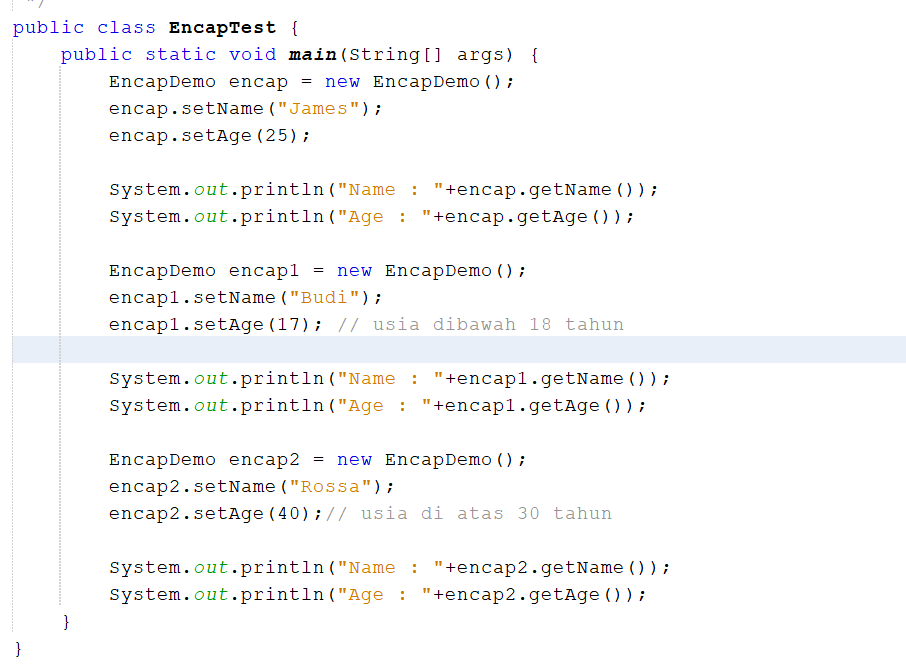 */
public class EncapTest {
    public static void main(String[] args) {
        EncapDemo encap = new EncapDemo();
        encap.setName("James");
        encap.setAge(25);

        System.out.println("Name : "+encap.getName());
        System.out.println("Age : "+encap.getAge());

        EncapDemo encap1 = new EncapDemo();
        encap1.setName("Budi");
        encap1.setAge(17); // usia dibawah 18 tahun

        System.out.println("Name : "+encap1.getName());
        System.out.println("Age : "+encap1.getAge());

        EncapDemo encap2 = new EncapDemo();
        encap2.setName("Rossa");
        encap2.setAge(40);// usia di atas 30 tahun

        System.out.println("Name : "+encap2.getName());
        System.out.println("Age : "+encap2.getAge());
    }
}